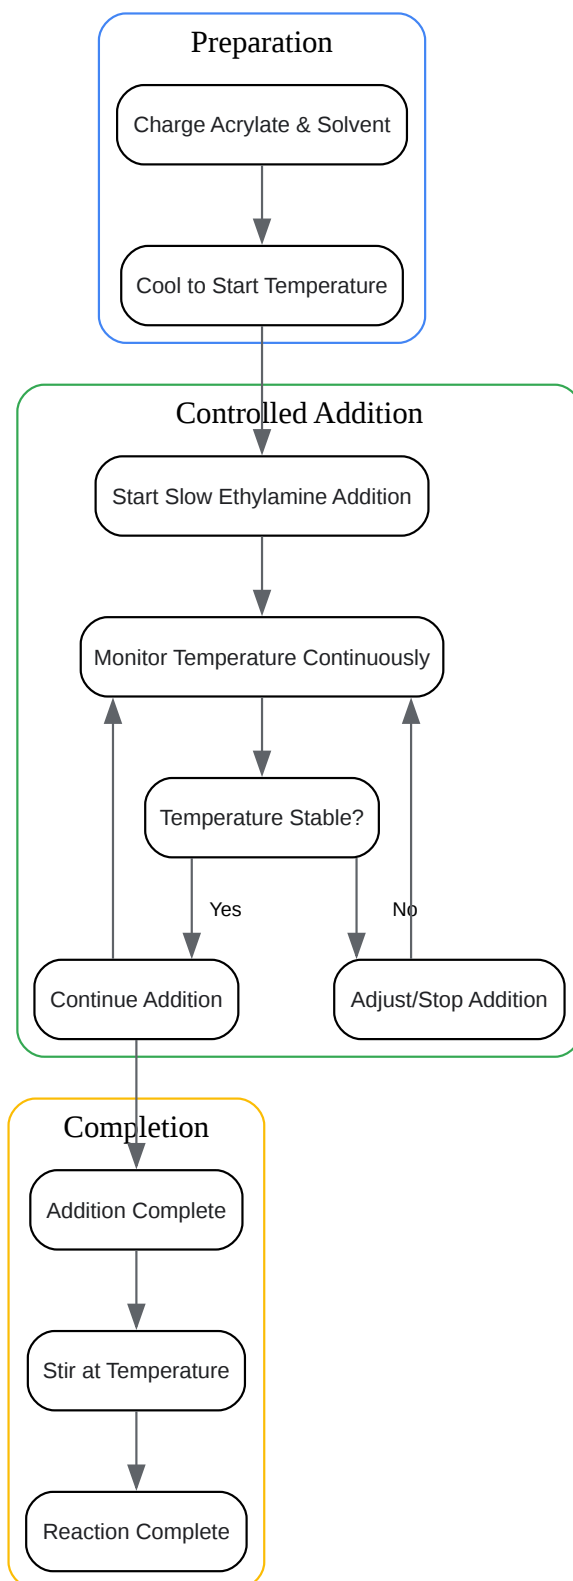 Preparation
Charge Acrylate & Solvent
Cool to Start Temperature
Controlled Addition
Start Slow Ethylamine Addition
Monitor Temperature Continuously
Temperature Stable?
Yes
No
Continue Addition
Adjust/Stop Addition
Completion
Addition Complete
Stir at Temperature
Reaction Complete